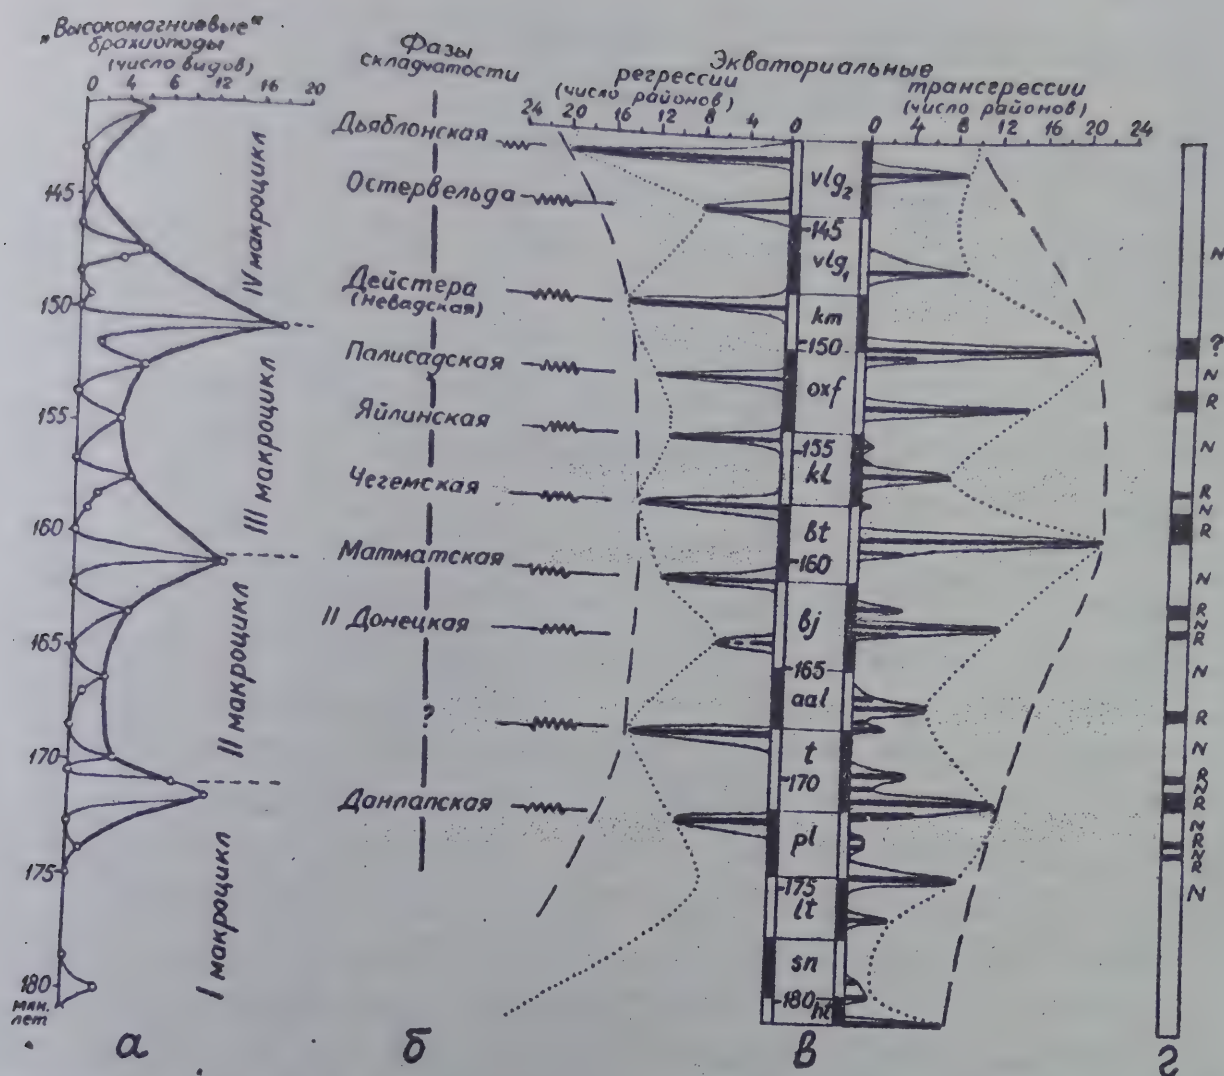 „Высокомагниевые"
брахиоподы
(число видов)
0 4 8 12 16 20
145
150
155
160
165
170
175
180
млн.
лет
IV макроцикл
III макроцикл
II макроцикл
I макроцикл
а
Фазы
складчатости
Дьяблонская
Остервельда
Дейстера
(Невадская)
Палисадская
Яйлинская
Чегемская
Матматская
II Донецкая
?
Данлапская
б
Экваториальные
регрессии
(число районов)
24 20 16 12 8 4 0
трансгрессии
(число районов)
0 4 8 12 16 20 24
vlg2
145
vlg1
km
150
oxf
155
kl
bt
160
bj
165
aal
t
170
pl
175
lt
sn
180 ht
в
N
?
N
R
N
R
N
R
N
R
N
R
N
R
N
R
N
R
N
R
N
R
N
г